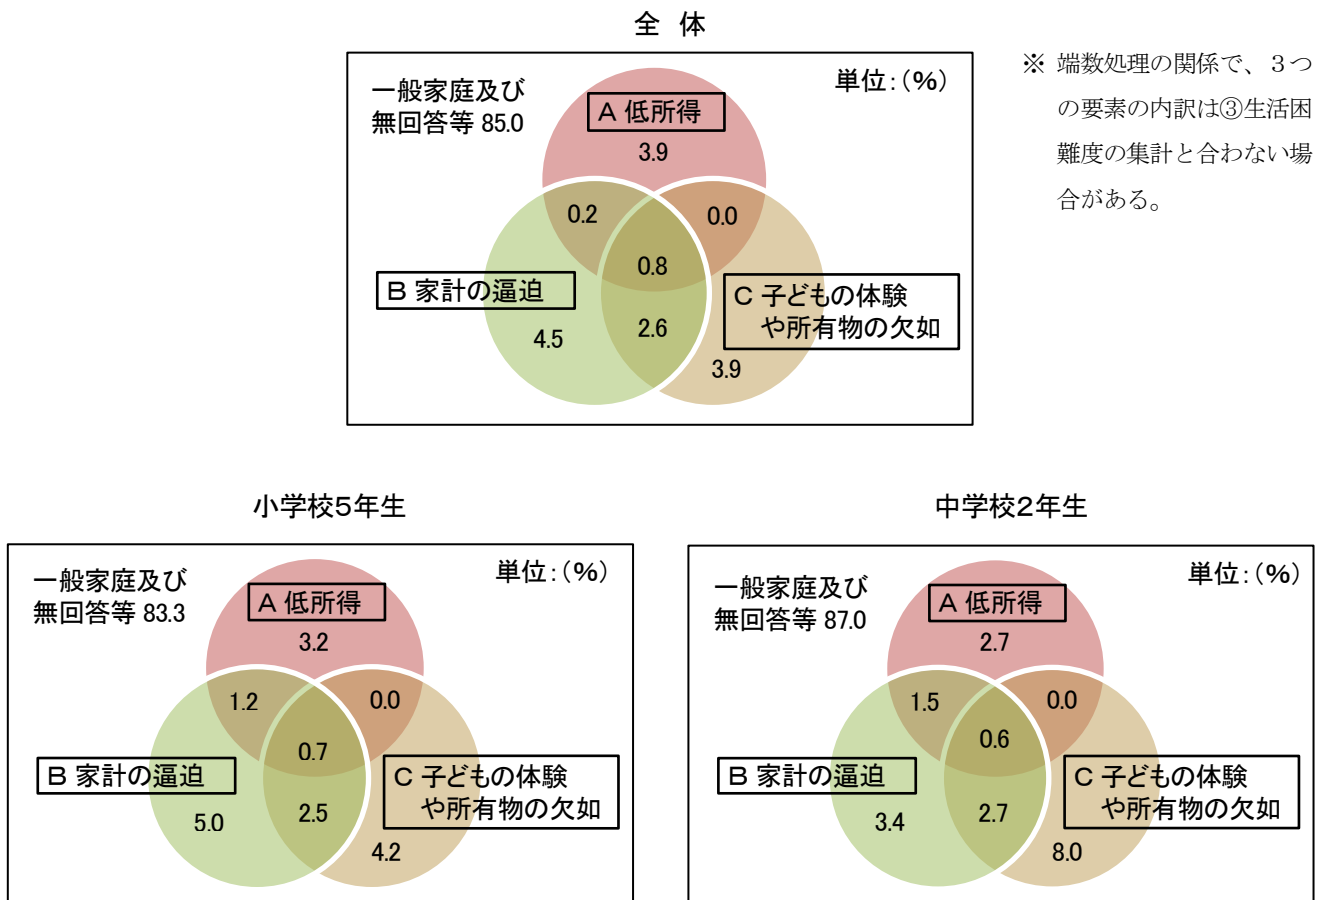 全 体
※ 端数処理の関係で、３つ
の要素の内訳は③生活困
難度の集計と合わない場
合がある。
単位：（％）
一般家庭及び
無回答等 85.0
A 低所得
3.9
0.2
0.0
0.8
B 家計の逼迫
C 子どもの体験
や所有物の欠如
4.5
2.6
3.9
小学校5年生
単位：（％）
一般家庭及び
無回答等 83.3
A 低所得
3.2
1.2
0.0
0.7
B 家計の逼迫
C 子どもの体験
や所有物の欠如
5.0
2.5
4.2
中学校2年生
単位：（％）
一般家庭及び
無回答等 87.0
A 低所得
2.7
1.5
0.0
0.6
B 家計の逼迫
C 子どもの体験
や所有物の欠如
3.4
2.7
8.0